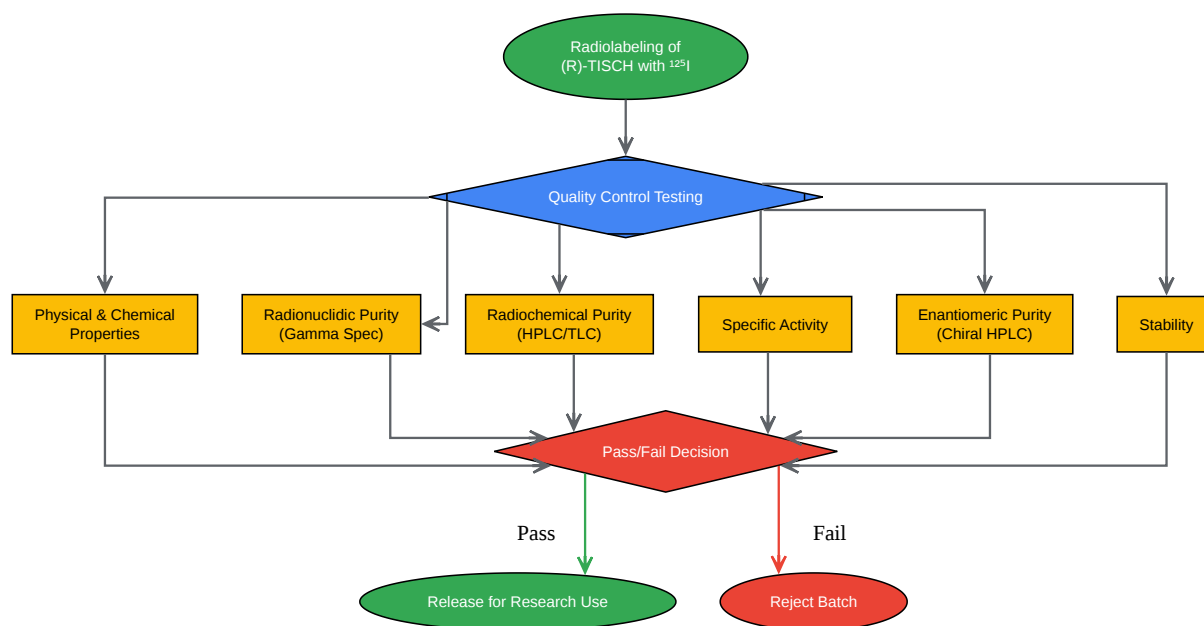 Radiolabeling of
(R)-TISCH with ¹²⁵I
Quality Control Testing
Physical & Chemical
Properties
Radionuclidic Purity
(Gamma Spec)
Radiochemical Purity
(HPLC/TLC)
Specific Activity
Enantiomeric Purity
(Chiral HPLC)
Stability
Pass/Fail Decision
Pass
Fail
Release for Research Use
Reject Batch